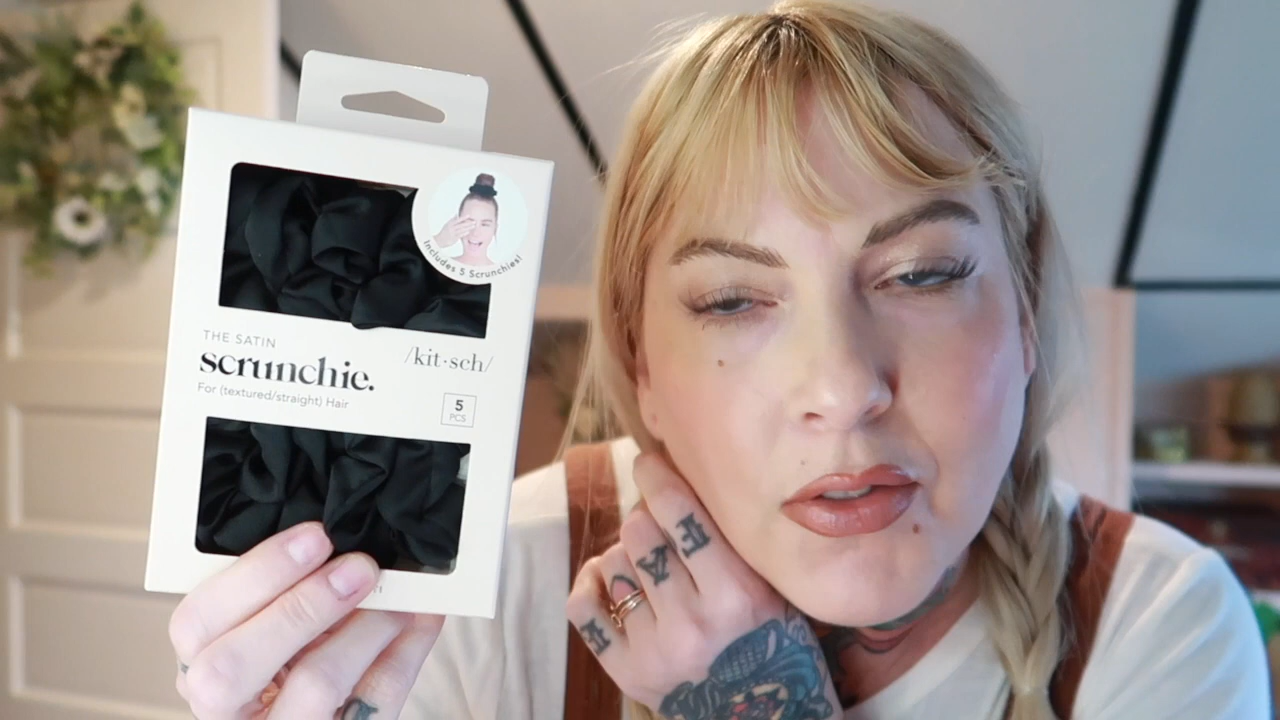 Includes 5 Scrunchies!
THE SATIN
scrunchie.
/kit·sch/
For (textured/straight) Hair
5
PCS